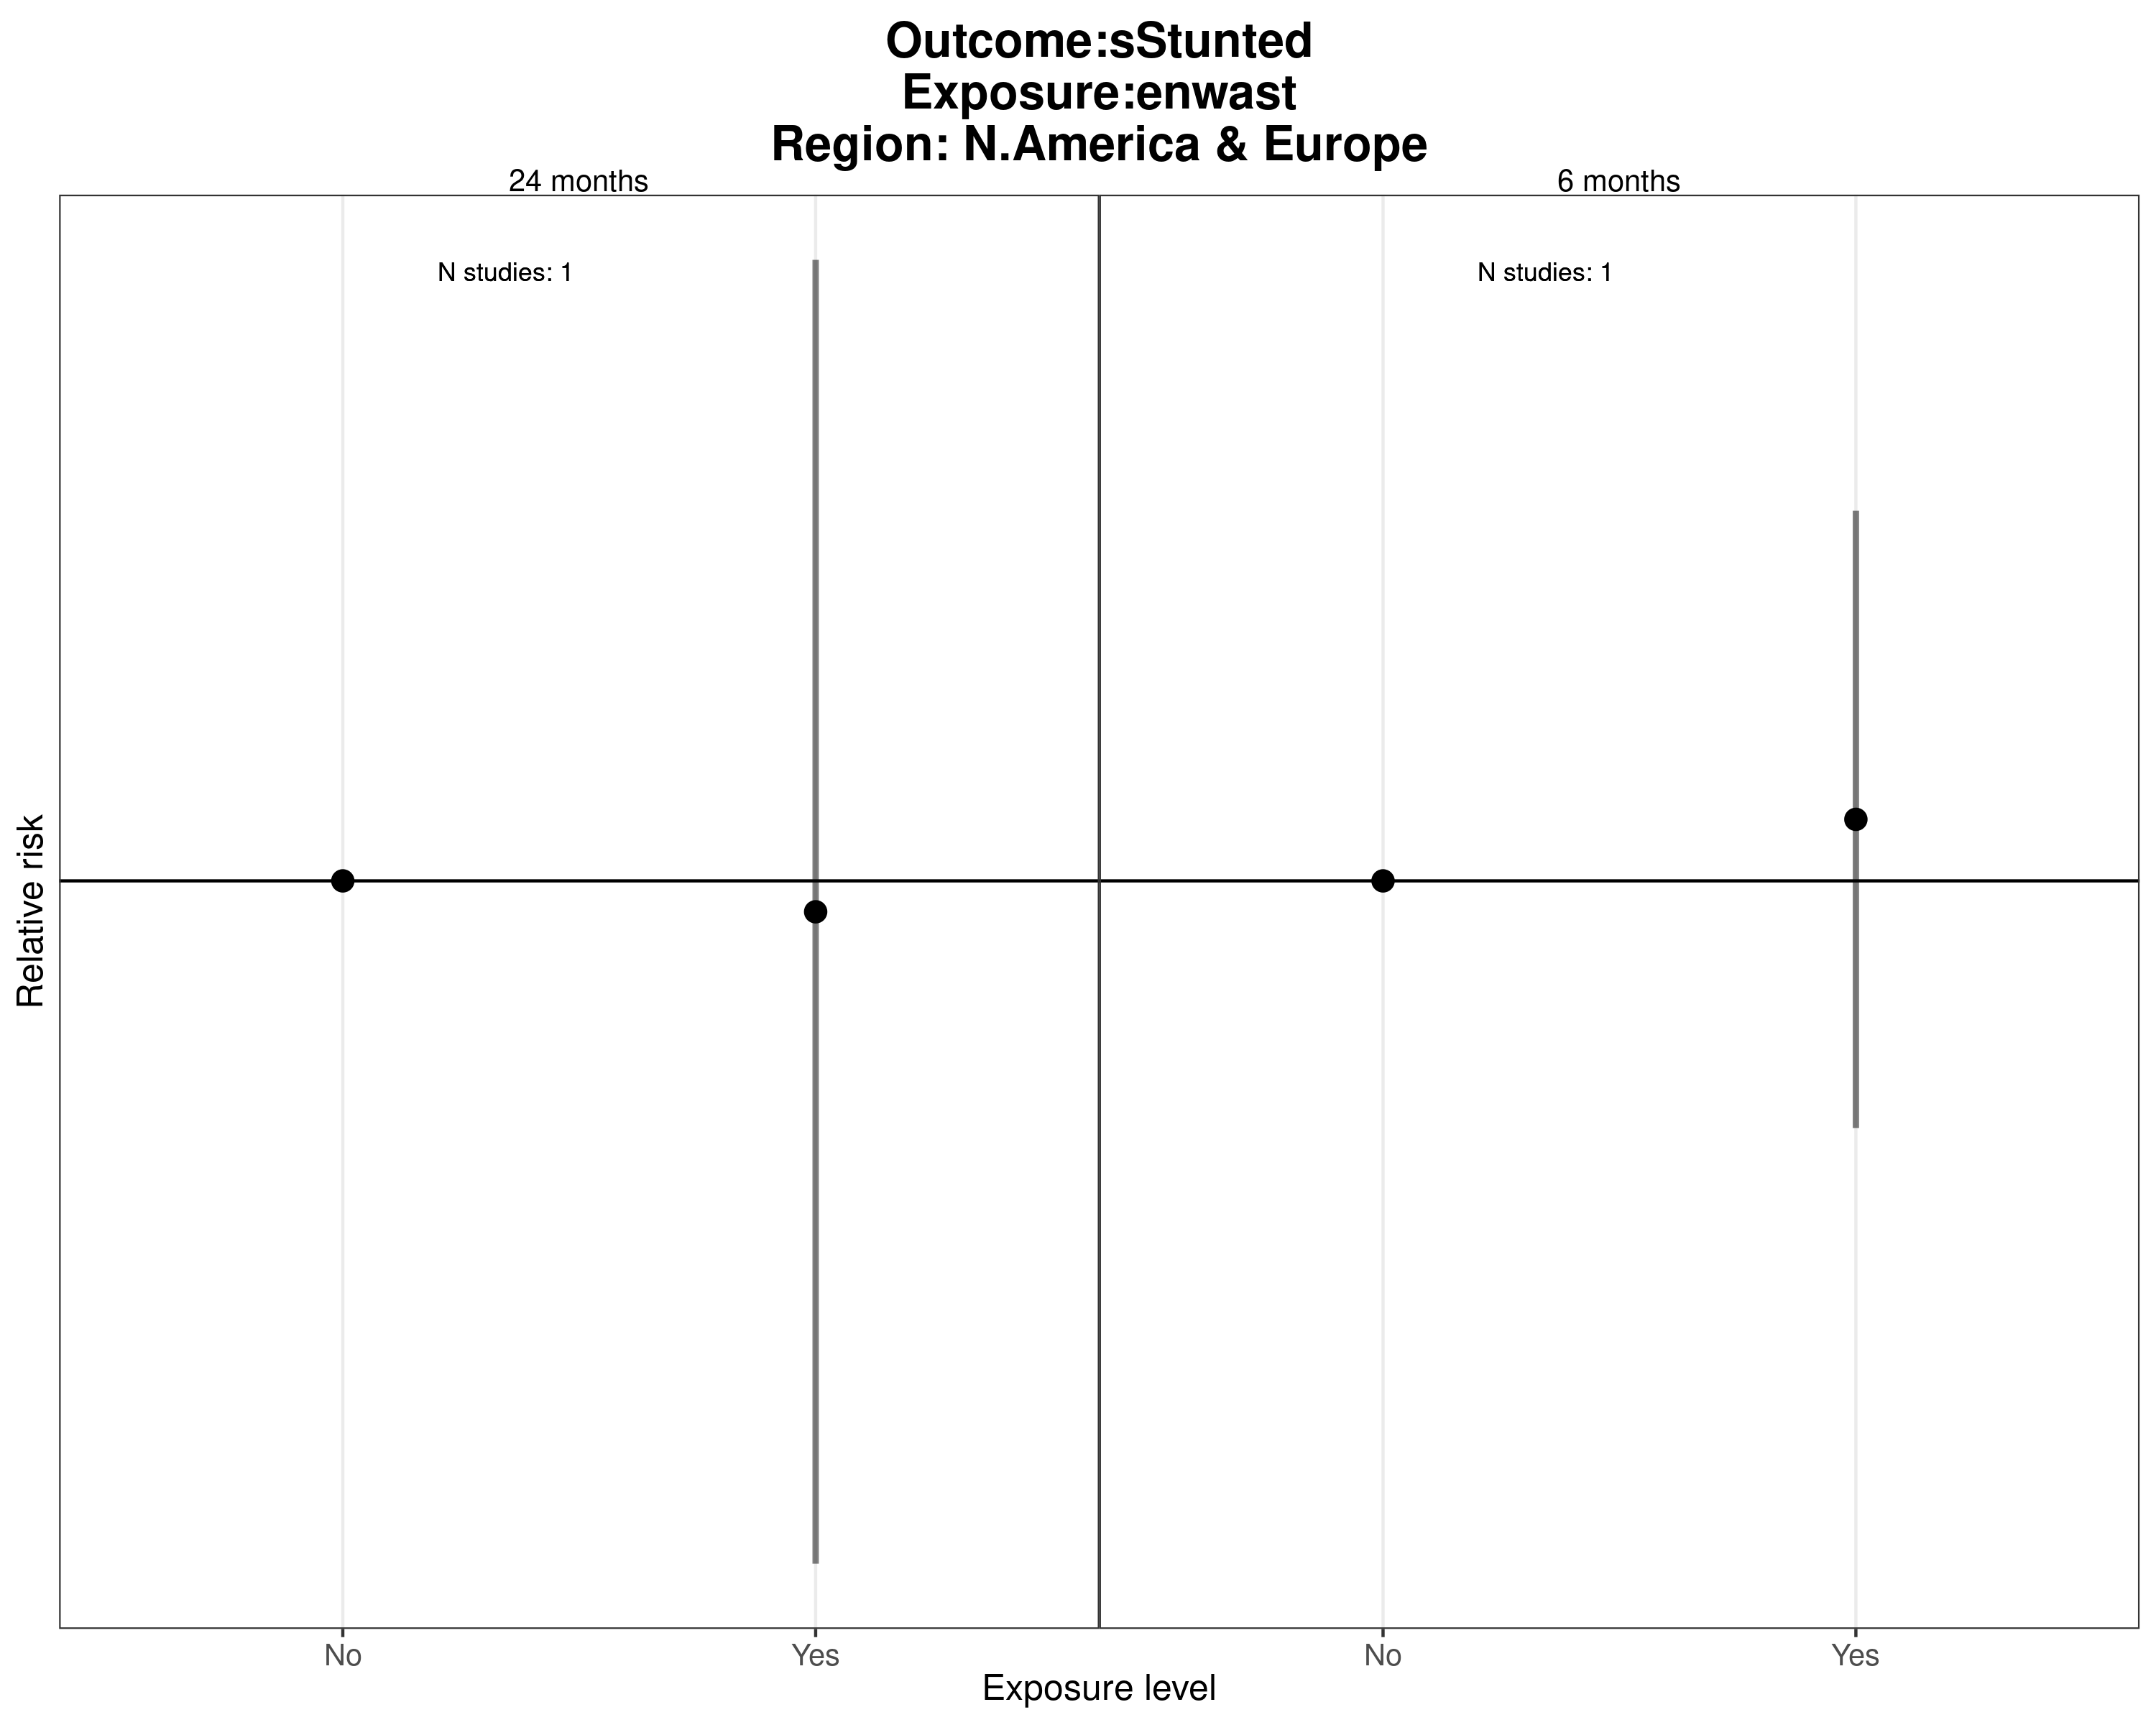 Outcome:sStunted
Exposure:enwast
Region: N.America & Europe
24 months
6 months
N studies: 1
N studies: 1
Relative risk
No
Yes
No
Yes
Exposure level